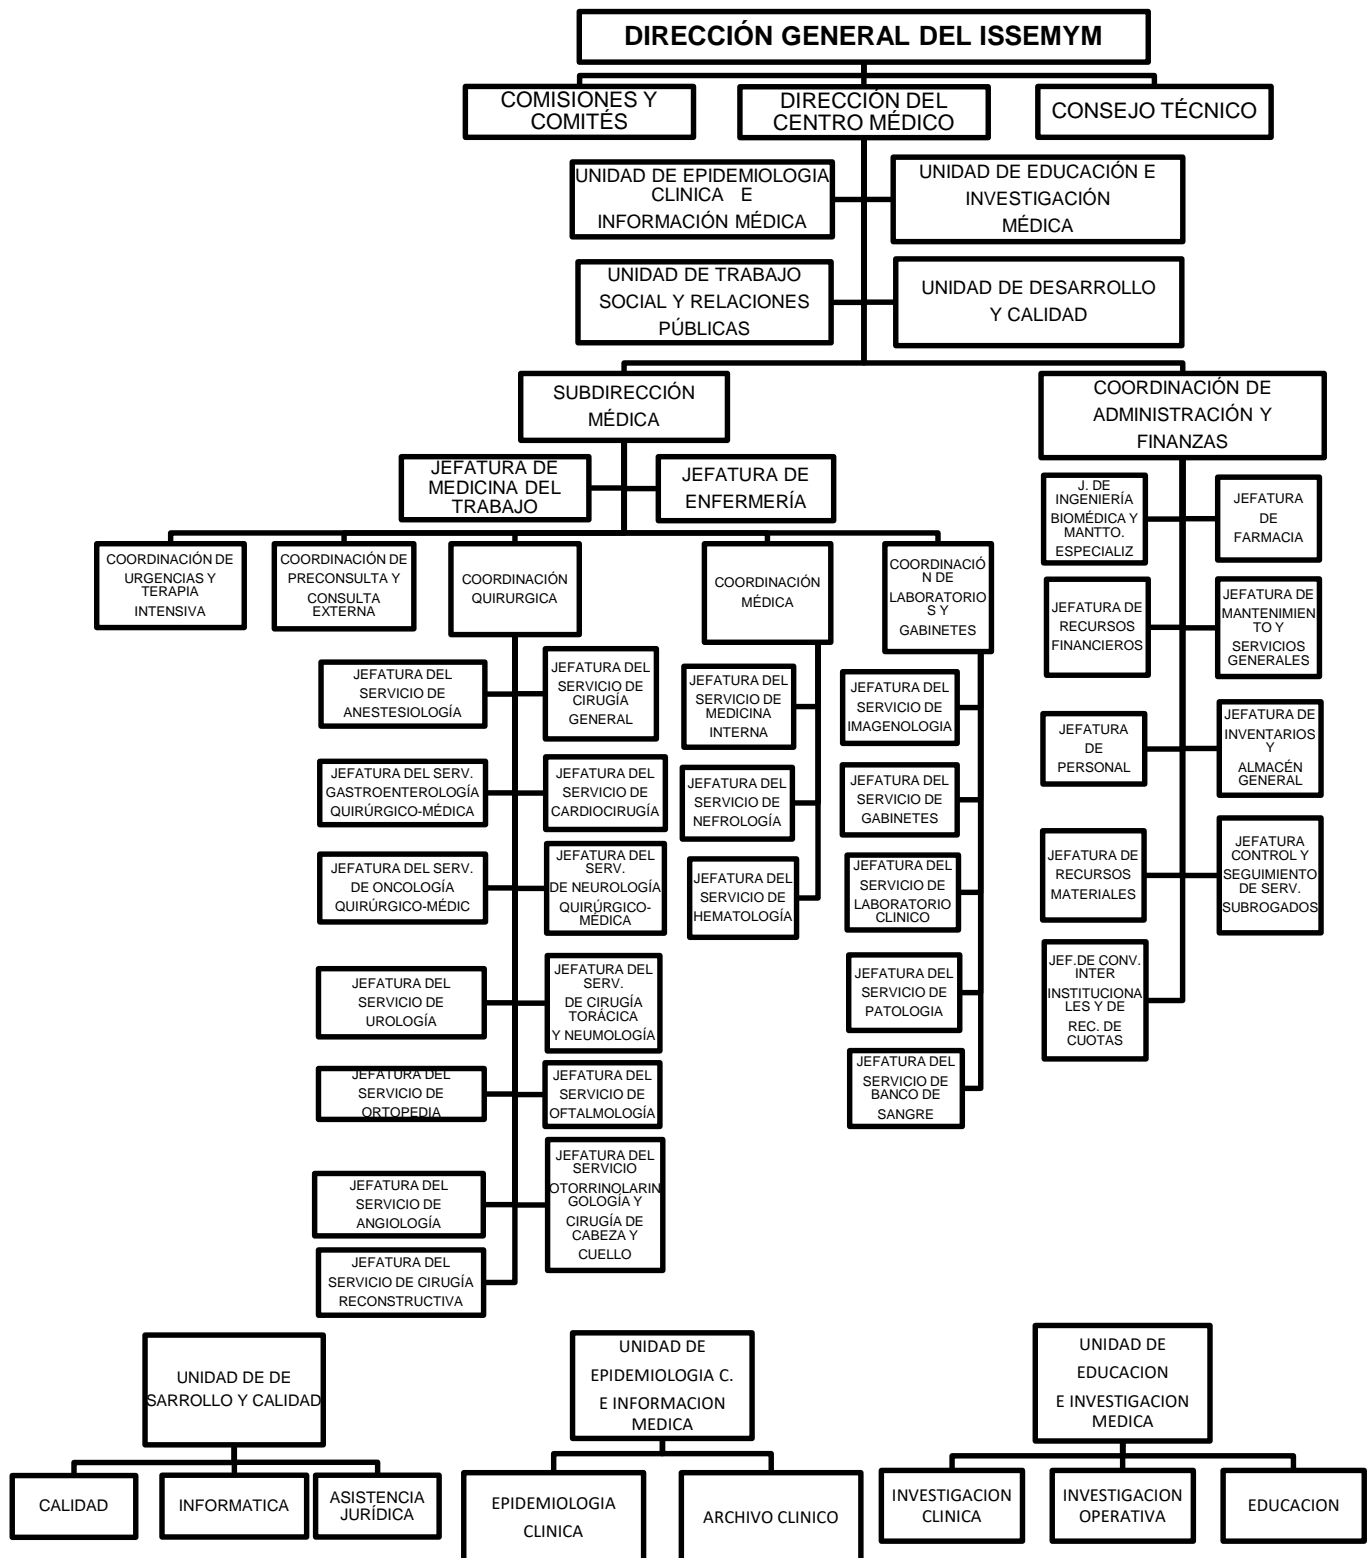 DIRECCIÓN GENERAL DEL ISSEMYM
COMISIONES Y
COMITÉS
DIRECCIÓN DEL
CENTRO MÉDICO
CONSEJO TÉCNICO
UNIDAD DE EPIDEMIOLOGIA
CLINICA E
INFORMACIÓN MÉDICA
UNIDAD DE EDUCACIÓN E
INVESTIGACIÓN
MÉDICA
UNIDAD DE TRABAJO
SOCIAL Y RELACIONES
PÚBLICAS
UNIDAD DE DESARROLLO
Y CALIDAD
SUBDIRECCIÓN
MÉDICA
COORDINACIÓN DE
ADMINISTRACIÓN Y
FINANZAS
JEFATURA DE
MEDICINA DEL
TRABAJO
JEFATURA DE
ENFERMERÍA
J. DE
INGENIERÍA
BIOMÉDICA Y
MANTTO.
ESPECIALIZ
JEFATURA
DE
FARMACIA
COORDINACIÓN DE
URGENCIAS Y
TERAPIA
INTENSIVA
COORDINACIÓN DE
PRECONSULTA Y
CONSULTA
EXTERNA
COORDINACIÓN
QUIRURGICA
COORDINACIÓN
MÉDICA
COORDINACIÓ
N DE
LABORATORIO
S Y
GABINETES
JEFATURA DE
RECURSOS
FINANCIEROS
JEFATURA DE
MANTENIMIEN
TO Y
SERVICIOS
GENERALES
JEFATURA DEL
SERVICIO DE
ANESTESIOLOGÍA
JEFATURA DEL
SERVICIO DE
CIRUGÍA
GENERAL
JEFATURA DEL
SERVICIO DE
MEDICINA
INTERNA
JEFATURA DEL
SERVICIO DE
IMAGENOLOGIA
JEFATURA
DE
PERSONAL
JEFATURA DE
INVENTARIOS
Y
ALMACÉN
GENERAL
JEFATURA DEL SERV.
GASTROENTEROLOGÍA
QUIRÚRGICO-MÉDICA
JEFATURA DEL
SERVICIO DE
CARDIOCIRUGÍA
JEFATURA DEL
SERVICIO DE
NEFROLOGÍA
JEFATURA DEL
SERVICIO DE
GABINETES
JEFATURA DE
RECURSOS
MATERIALES
JEFATURA
CONTROL Y
SEGUIMIENTO
DE SERV.
SUBROGADOS
JEFATURA DEL SERV.
DE ONCOLOGÍA
QUIRÚRGICO-MÉDIC
JEFATURA DEL
SERV.
DE NEUROLOGÍA
QUIRÚRGICO-
MÉDICA
JEFATURA DEL
SERVICIO DE
HEMATOLOGÍA
JEFATURA DEL
SERVICIO DE
LABORATORIO
CLINICO
JEF.DE CONV.
INTER
INSTITUCIONA
LES Y DE
REC. DE
CUOTAS
JEFATURA DEL
SERVICIO DE
UROLOGÍA
JEFATURA DEL
SERV.
DE CIRUGÍA
TORÁCICA
Y NEUMOLOGÍA
JEFATURA DEL
SERVICIO DE
PATOLOGIA
JEFATURA DEL
SERVICIO DE
ORTOPEDIA
JEFATURA DEL
SERVICIO DE
OFTALMOLOGÍA
JEFATURA DEL
SERVICIO DE
BANCO DE
SANGRE
JEFATURA DEL
SERVICIO DE
ANGIOLOGÍA
JEFATURA DEL
SERVICIO
OTORRINOLARIN
GOLOGÍA Y
CIRUGÍA DE
CABEZA Y
CUELLO
JEFATURA DEL
SERVICIO DE CIRUGÍA
RECONSTRUCTIVA
UNIDAD DE DE
SARROLLO Y CALIDAD
UNIDAD DE
EPIDEMIOLOGIA C.
E INFORMACION
MEDICA
UNIDAD DE
EDUCACION
E INVESTIGACION
MEDICA
CALIDAD
INFORMATICA
ASISTENCIA
JURÍDICA
EPIDEMIOLOGIA
CLINICA
ARCHIVO CLINICO
INVESTIGACION
CLINICA
INVESTIGACION
OPERATIVA
EDUCACION